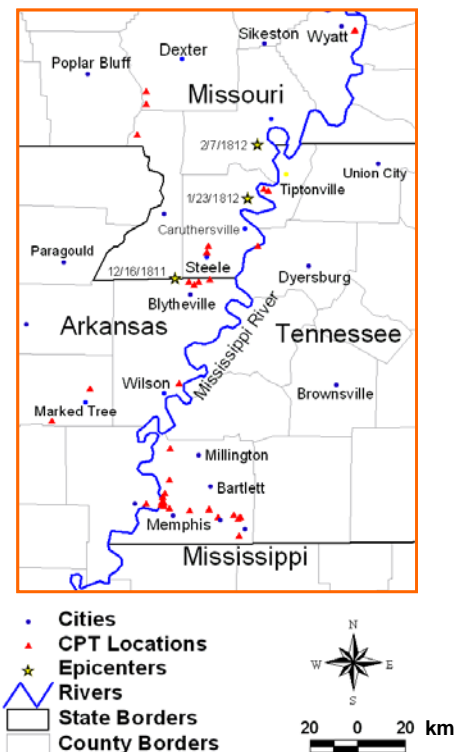 Sikeston
Wyatt
Dexter
Poplar Bluff
Missouri
2/7/1812
Union City
1/23/1812
Tiptonville
Caruthersville
Paragould
Steele
12/16/1811
Dyersburg
Blytheville
Arkansas
Mississippi River
Tennessee
Wilson
Brownsville
Marked Tree
Millington
Bartlett
Memphis
Mississippi
Cities
CPT Locations
Epicenters
Rivers
State Borders
County Borders
N
W E
S
20 0 20 km